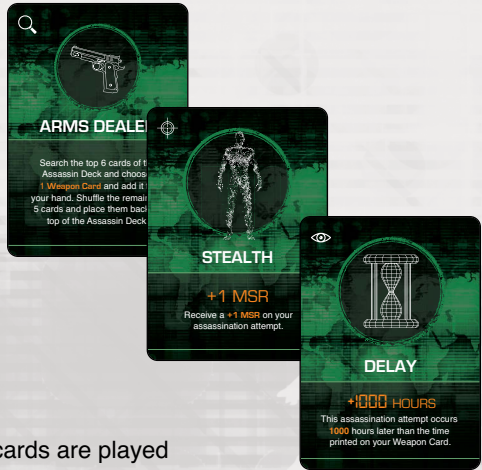 ARMS DEALE
Search the top 6 cards of t
Assassin Deck and choos
1 Weapon Card and add it
your hand. Shuffle the remai
5 cards and place them bac
top of the Assassin Deck
STEALTH
+1 MSR
Receive a +1 MSR on your
assassination attempt.
DELAY
+1000 HOURS
This assassination attempt occurs
1000 hours later than the time
printed on your Weapon Card.
cards are played